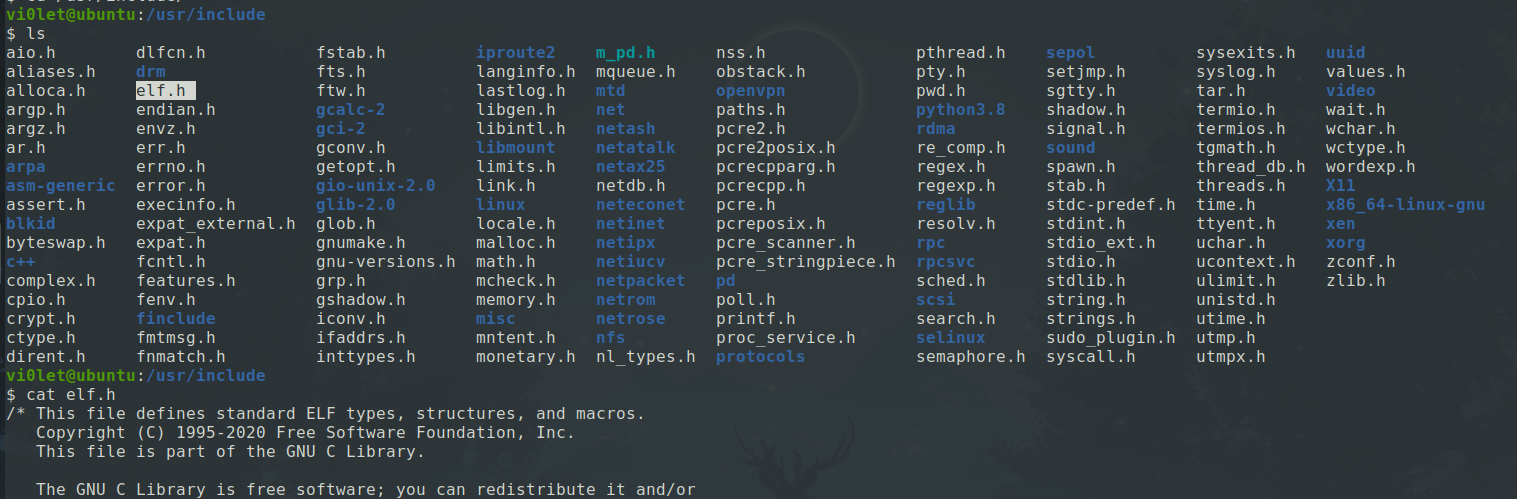 vi0let@ubuntu:/usr/include
$ ls
aio.h dlfcn.h fstab.h iproute2 m_pd.h nss.h pthread.h sepol sysexits.h uuid
aliases.h drm fts.h langinfo.h mqueue.h obstack.h pty.h setjmp.h syslog.h values.h
alloca.h elf.h ftw.h lastlog.h mtd openvpn pwd.h sgtty.h tar.h video
argp.h endian.h gcalc-2 libgen.h net paths.h python3.8 shadow.h termio.h wait.h
argz.h envz.h gci-2 libintl.h netash pcre2.h rdma signal.h termios.h wchar.h
ar.h err.h gconv.h libmount netatalk pcre2posix.h re_comp.h sound tgmath.h wctype.h
arpa errno.h getopt.h limits.h netax25 pcrecpparg.h regex.h spawn.h thread_db.h wordexp.h
asm-generic error.h gio-unix-2.0 link.h netdb.h pcrecpp.h regexp.h stab.h threads.h X11
assert.h execinfo.h glib-2.0 linux neteconet pcre.h reglib stdc-predef.h time.h x86_64-linux-gnu
blkid expat_external.h glob.h locale.h netinet pcreposix.h resolv.h stdint.h ttyent.h xen
byteswap.h expat.h gnumake.h malloc.h netipx pcre_scanner.h rpc stdio_ext.h uchar.h xorg
c++ fcntl.h gnu-versions.h math.h netiucv pcre_stringpiece.h rpcsvc stdio.h ucontext.h zconf.h
complex.h features.h grp.h mcheck.h netpacket pd sched.h stdlib.h ulimit.h zlib.h
cpio.h fenv.h gshadow.h memory.h netrom poll.h scsi string.h unistd.h
crypt.h finclude iconv.h misc netrose printf.h search.h strings.h utime.h
ctype.h fmtmsg.h ifaddrs.h mntent.h nfs proc_service.h selinux sudo_plugin.h utmp.h
dirent.h fnmatch.h inttypes.h monetary.h nl_types.h protocols semaphore.h syscall.h utmpx.h
vi0let@ubuntu:/usr/include
$ cat elf.h
/* This file defines standard ELF types, structures, and macros.
Copyright (C) 1995-2020 Free Software Foundation, Inc.
This file is part of the GNU C Library.
The GNU C Library is free software; you can redistribute it and/or